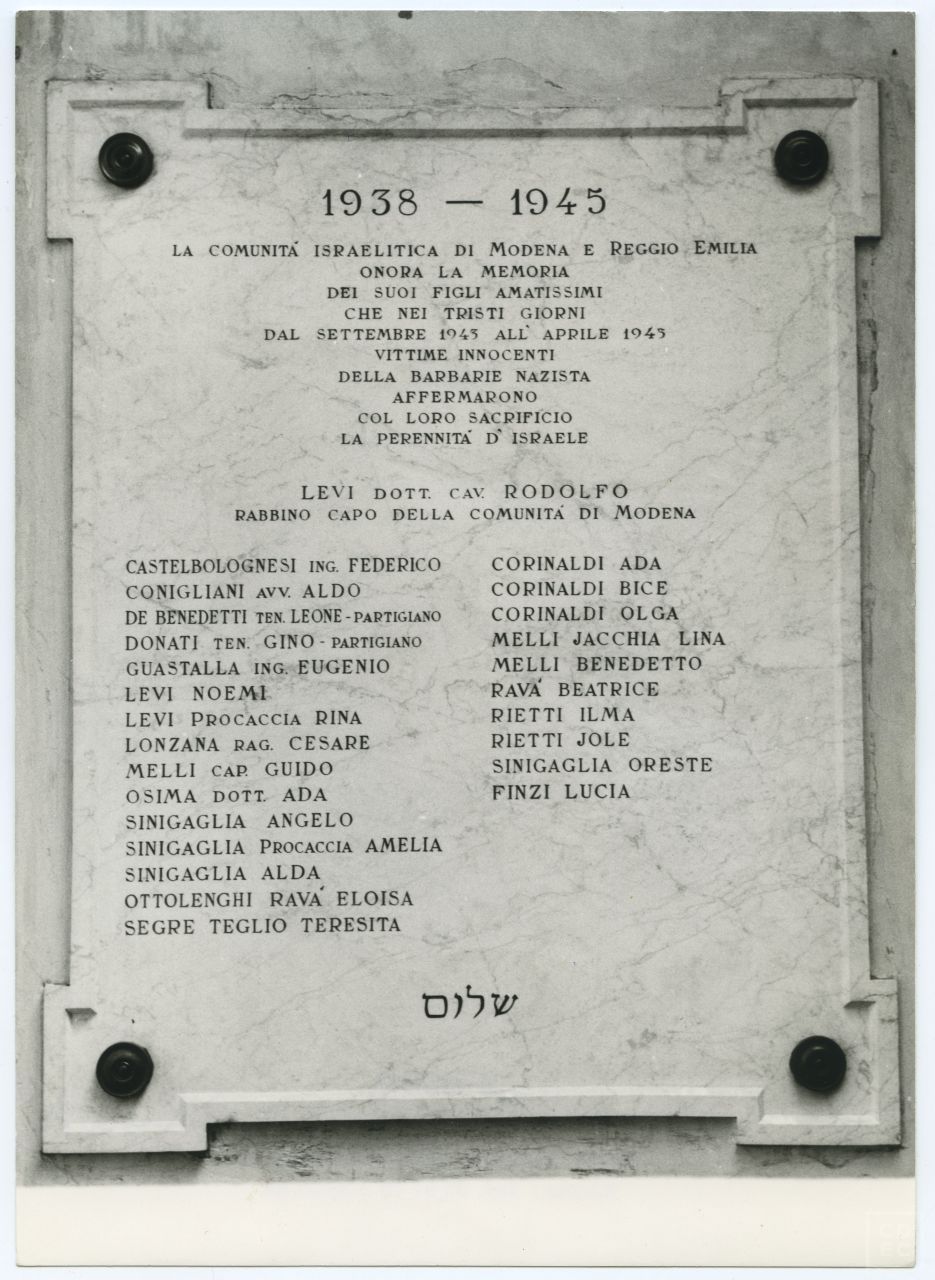 1938 — 1945
LA COMUNITÁ ISRAELITICA DI MODENA E REGGIO EMILIA
ONORA LA MEMORIA
DEI SUOI FIGLI AMATISSIMI
CHE NEI TRISTI GIORNI
DAL SETTEMBRE 1943 ALL' APRILE 1945
VITTIME INNOCENTI
DELLA BARBARIE NAZISTA
AFFERMARONO
COL LORO SACRIFICIO
LA PERENNITÁ D' ISRAELE
LEVI DOTT. CAV. RODOLFO
RABBINO CAPO DELLA COMUNITÁ DI MODENA
CASTELBOLOGNESI ING. FEDERICO
CONIGLIANI AVV. ALDO
DE BENEDETTI TEN. LEONE - PARTIGIANO
DONATI TEN. GINO - PARTIGIANO
GUASTALLA ING. EUGENIO
LEVI NOEMI
LEVI PROCACCIA RINA
LONZANA RAG. CESARE
MELLI CAP. GUIDO
OSIMA DOTT. ADA
SINIGAGLIA ANGELO
SINIGAGLIA PROCACCIA AMELIA
SINIGAGLIA ALDA
OTTOLENGHI RAVÁ ELOISA
SEGRE TEGLIO TERESITA
CORINALDI ADA
CORINALDI BICE
CORINALDI OLGA
MELLI JACCHIA LINA
MELLI BENEDETTO
RAVÁ BEATRICE
RIETTI ILMA
RIETTI JOLE
SINIGAGLIA ORESTE
FINZI LUCIA
שלום